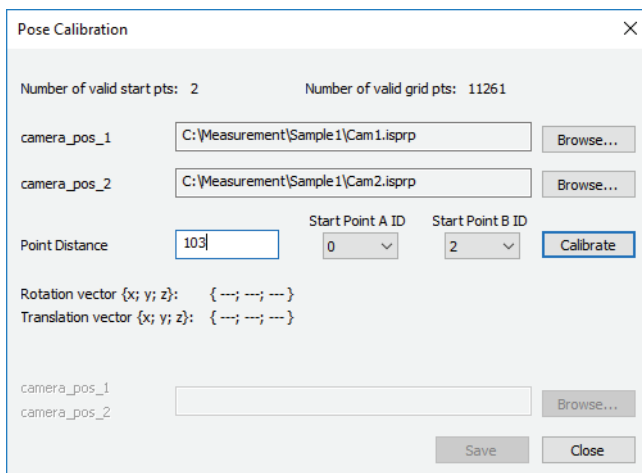 Pose Calibration
Number of valid start pts: 2 Number of valid grid pts: 11261
camera_pos_1 C:\Measurement\Sample1\Cam1.isprp Browse...
camera_pos_2 C:\Measurement\Sample1\Cam2.isprp Browse...
Start Point A ID Start Point B ID
Point Distance 103 0 2 Calibrate
Rotation vector {x; y; z}: { ---; ---; --- }
Translation vector {x; y; z}: { ---; ---; --- }
camera_pos_1
camera_pos_2 Browse...
Save Close